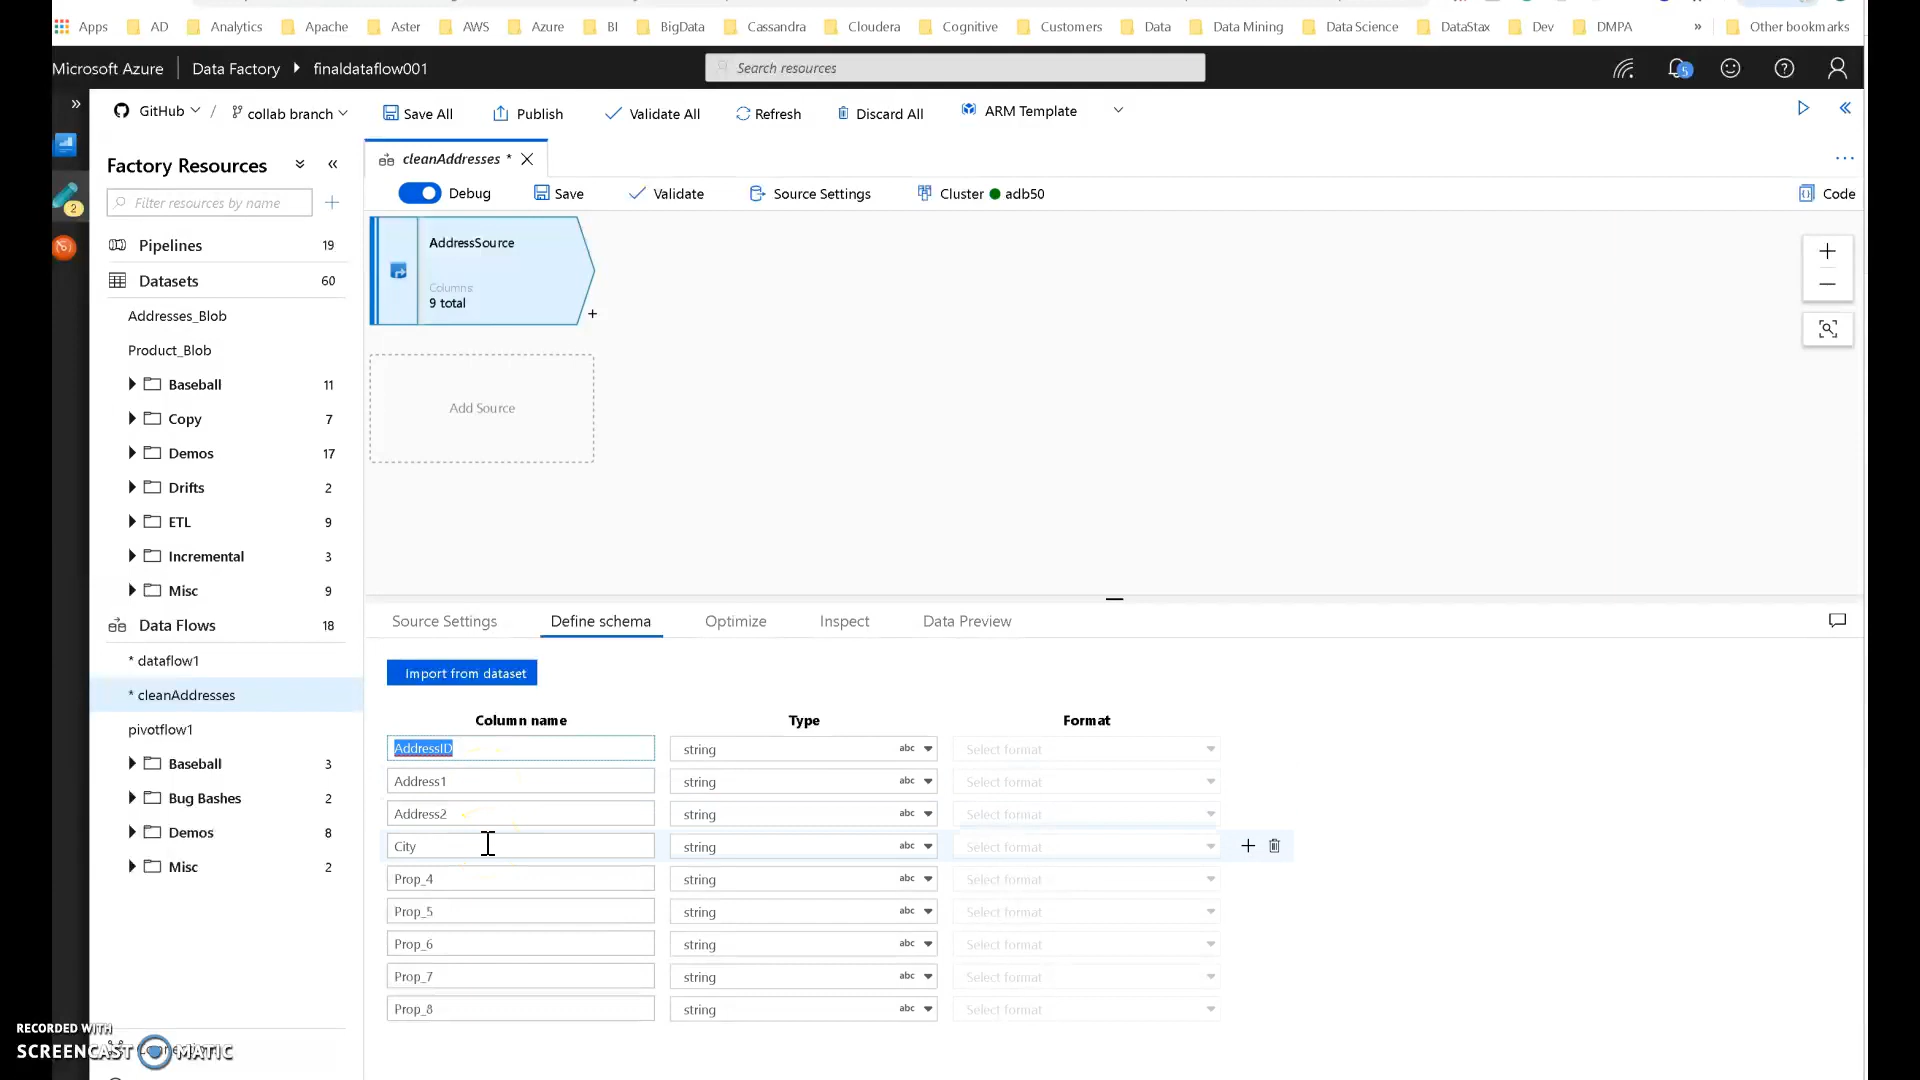 Apps AD Analytics Apache Aster AWS Azure BI BigData Cassandra Cloudera Cognitive Customers Data Data Mining Data Science DataStax Dev DMPA » Other bookmarks
Microsoft Azure Data Factory finaldataflow001 Search resources 5
» GitHub / collab branch Save All Publish Validate All Refresh Discard All ARM Template «
Factory Resources «
cleanAddresses *
Filter resources by name
2
Debug Save Validate Source Settings Cluster adb50 Code
Pipelines 19
Datasets 60
Addresses_Blob
Product_Blob
Baseball 11
Copy 7
Demos 17
Drifts 2
ETL 9
Incremental 3
Misc 9
Data Flows 18
* dataflow1
* cleanAddresses
pivotflow1
Baseball 3
Bug Bashes 2
Demos 8
Misc 2
AddressSource
Columns:
9 total
+
Add Source
Source Settings Define schema Optimize Inspect Data Preview
Import from dataset
Column name Type Format
AddressID string abc Select format
Address1 string abc Select format
Address2 string abc Select format
City string abc Select format
Prop_4 string abc Select format
Prop_5 string abc Select format
Prop_6 string abc Select format
Prop_7 string abc Select format
Prop_8 string abc Select format
RECORDED WITH
SCREENCAST MATIC